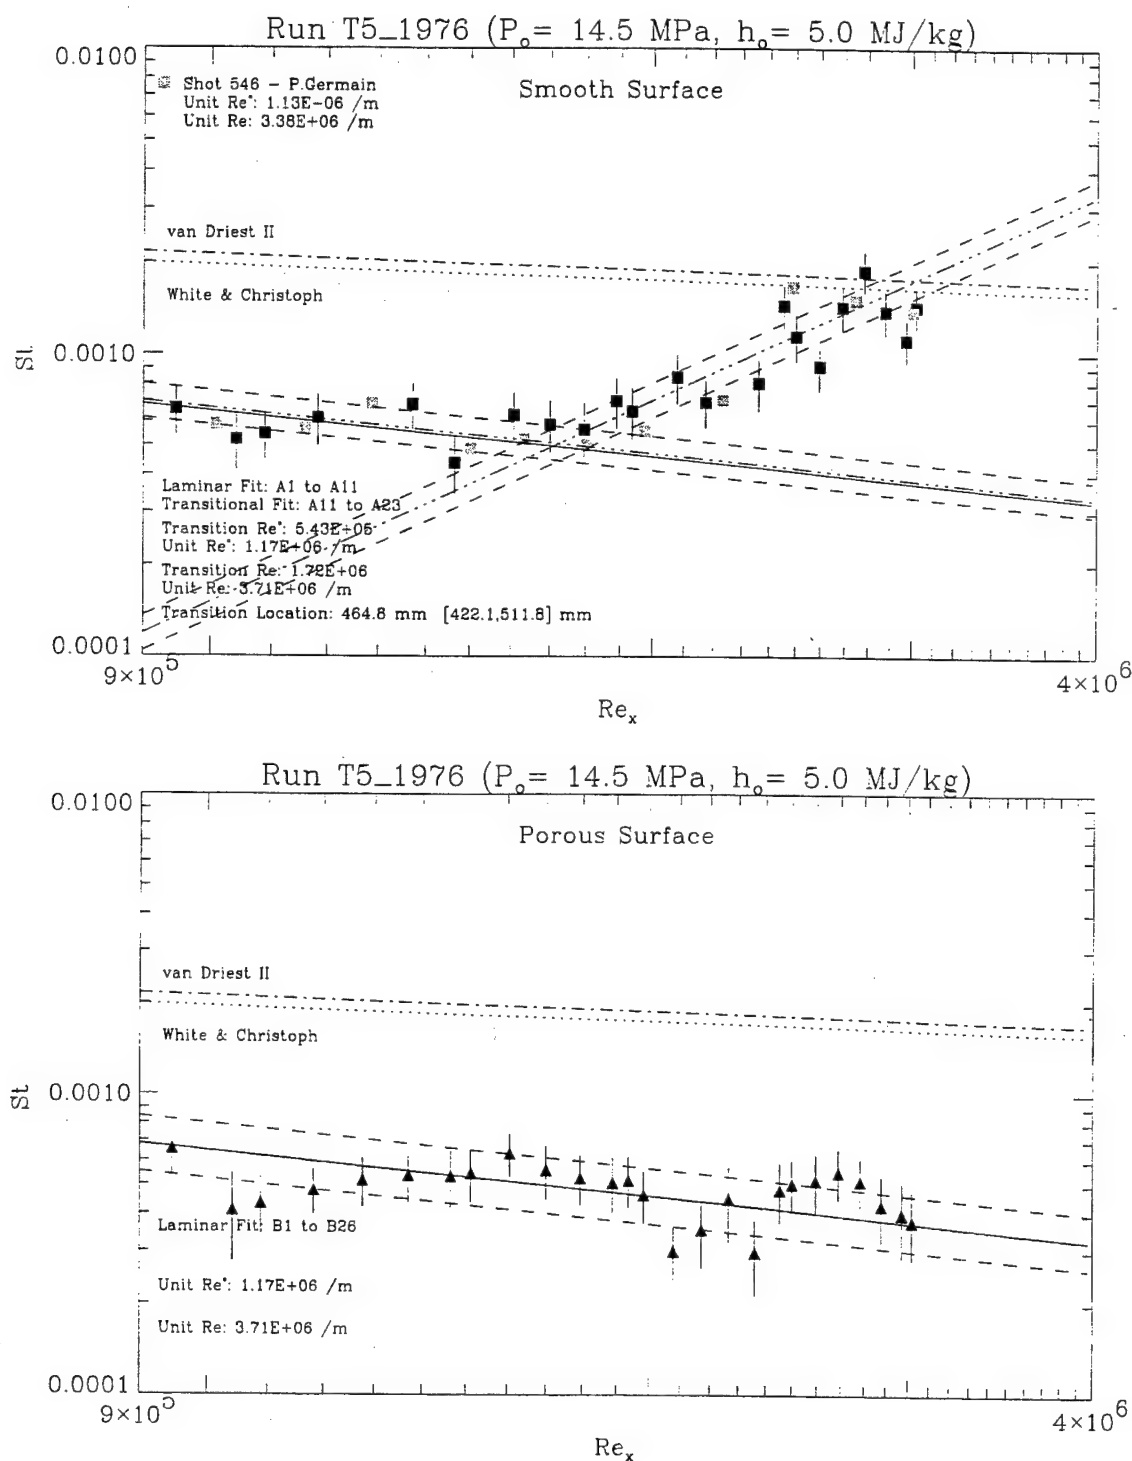 Run T5_1976 (Pₒ= 14.5 MPa, hₒ= 5.0 MJ/kg)
0.0100
Shot 546 - P.Germain
Unit Re*: 1.13E-06 /m
Unit Re: 3.38E+06 /m
Smooth Surface
van Driest II
White & Christoph
St
0.0010
Laminar Fit: A1 to A11
Transitional Fit: A11 to A23
Transition Re*: 5.43E+05
Unit Re*: 1.17E+06 /m
Transition Re: 1.72E+06
Unit Re: 3.71E+06 /m
Transition Location: 464.8 mm [422.1,511.8] mm
0.0001
9×10⁵
4×10⁶
Reₓ
Run T5_1976 (Pₒ= 14.5 MPa, hₒ= 5.0 MJ/kg)
0.0100
Porous Surface
van Driest II
White & Christoph
St
0.0010
Laminar Fit: B1 to B26
Unit Re*: 1.17E+06 /m
Unit Re: 3.71E+06 /m
0.0001
9×10⁵
4×10⁶
Reₓ